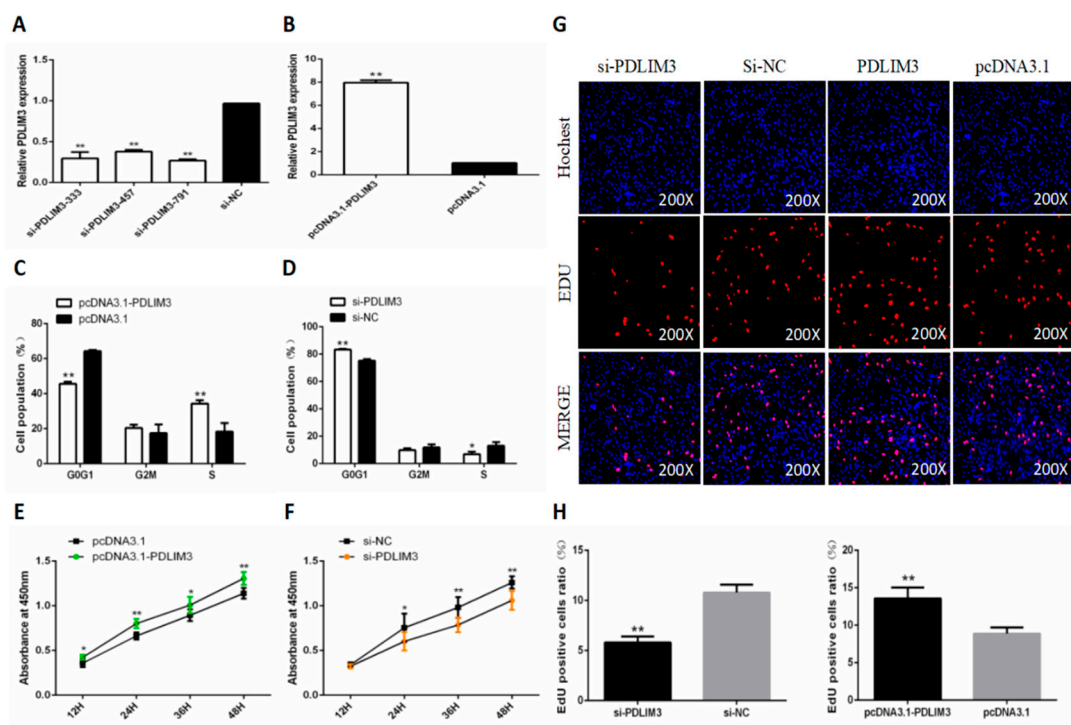 A
Relative PDLIM3 expression
1.5
1.0
0.5
0.0
**
**
**
si-PDLIM3-333
si-PDLIM3-457
si-PDLIM3-791
si-NC
B
Relative PDLIM3 expression
10
8
6
4
2
0
**
pcDNA3.1-PDLIM3
pcDNA3.1
C
pcDNA3.1-PDLIM3
pcDNA3.1
Cell population (%)
80
60
40
20
0
**
**
G0G1
G2M
S
D
si-PDLIM3
si-NC
Cell population (%)
100
80
60
40
20
0
**
*
G0G1
G2M
S
E
pcDNA3.1
pcDNA3.1-PDLIM3
Absorbance at 450nm
1.5
1.0
0.5
0.0
*
**
*
**
12H
24H
36H
48H
F
si-NC
si-PDLIM3
Absorbance at 450nm
1.5
1.0
0.5
0.0
*
**
**
12H
24H
36H
48H
G
si-PDLIM3 Si-NC PDLIM3 pcDNA3.1
Hochest
200X 200X 200X 200X
EDU
200X 200X 200X 200X
MERGE
200X 200X 200X 200X
H
EdU positive cells ratio (%)
15
10
5
0
**
si-PDLIM3
si-NC
EdU positive cells ratio (%)
20
15
10
5
0
**
pcDNA3.1-PDLIM3
pcDNA3.1